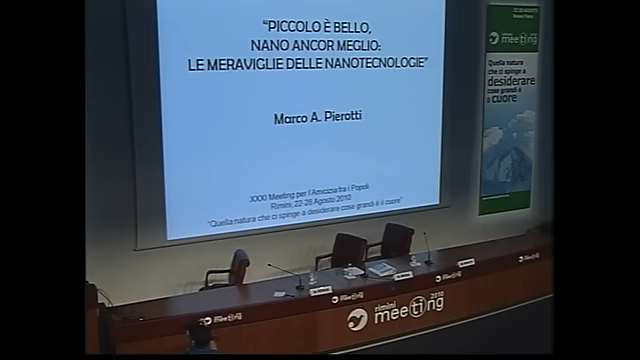 "PICCOLO È BELLO,
NANO ANCOR MEGLIO:
LE MERAVIGLIE DELLE NANOTECNOLOGIE"
Marco A. Pierotti
XXXI Meeting per l'Amicizia fra i Popoli
Rimini, 22-28 Agosto 2010
"Quella natura che ci spinge a desiderare cose grandi è il cuore"
meeting
Quella natura
che ci spinge a
desiderare
cose grandi è
il cuore
rimini
meeting
2010